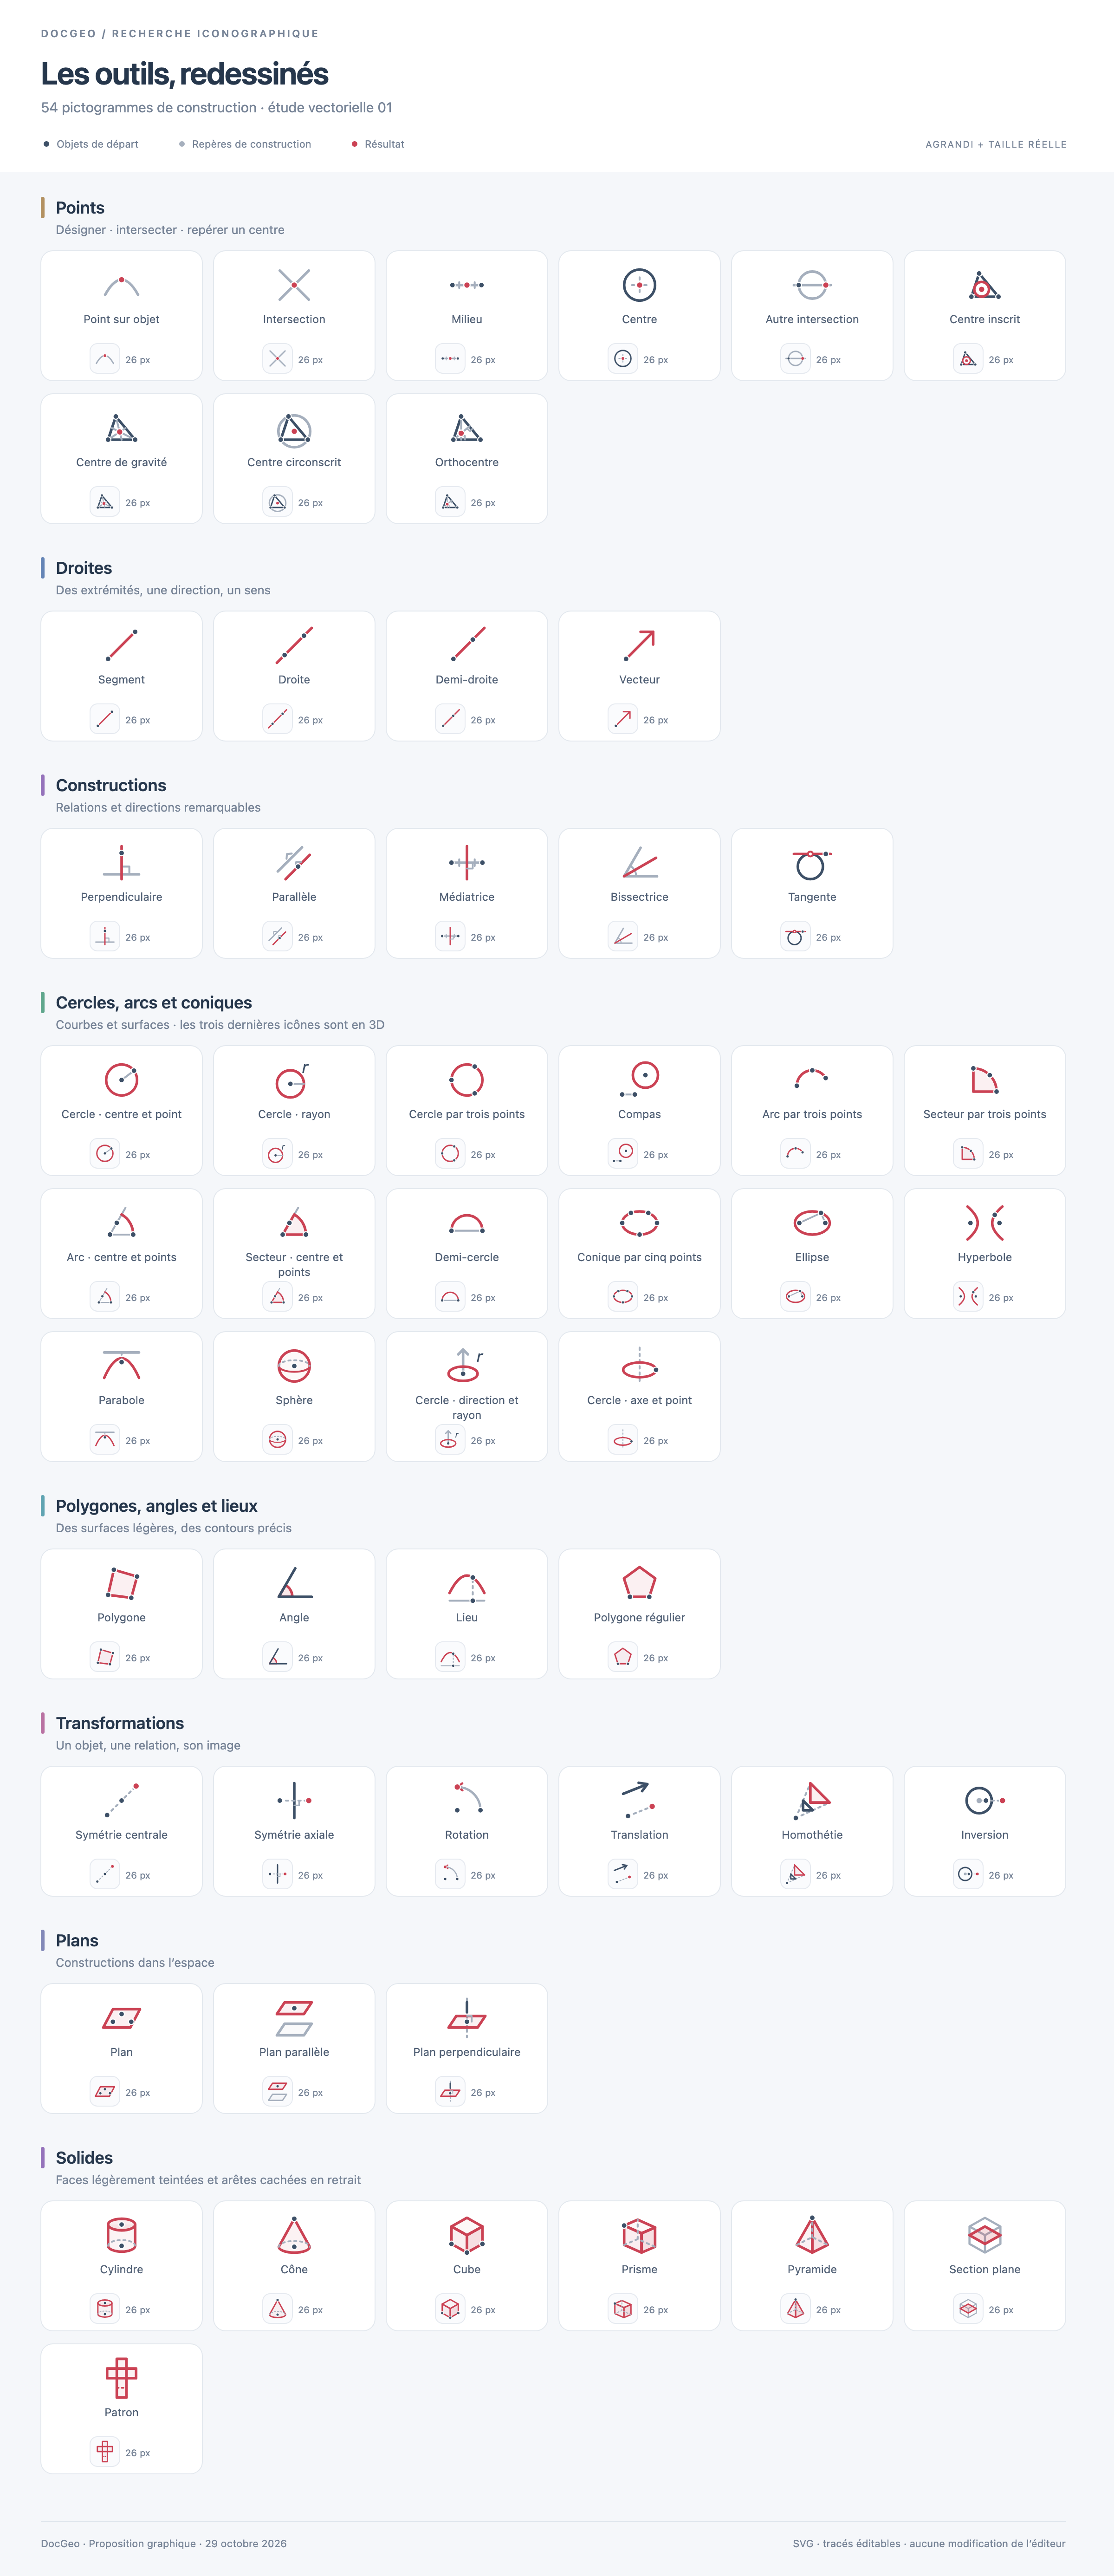 DOCGEO / RECHERCHE ICONOGRAPHIQUE
Les outils, redessinés
54 pictogrammes de construction · étude vectorielle 01
Objets de départ Repères de construction Résultat AGRANDI + TAILLE RÉELLE
Points
Désigner · intersecter · repérer un centre
Point sur objet Intersection Milieu Centre Autre intersection Centre inscrit
26 px 26 px 26 px 26 px 26 px 26 px
Centre de gravité Centre circonscrit Orthocentre
26 px 26 px 26 px
Droites
Des extrémités, une direction, un sens
Segment Droite Demi-droite Vecteur
26 px 26 px 26 px 26 px
Constructions
Relations et directions remarquables
Perpendiculaire Parallèle Médiatrice Bissectrice Tangente
26 px 26 px 26 px 26 px 26 px
Cercles, arcs et coniques
Courbes et surfaces · les trois dernières icônes sont en 3D
r
Cercle · centre et point Cercle · rayon Cercle par trois points Compas Arc par trois points Secteur par trois points
r
26 px 26 px 26 px 26 px 26 px 26 px
Arc · centre et points Secteur · centre et points Demi-cercle Conique par cinq points Ellipse Hyperbole
26 px 26 px 26 px 26 px 26 px 26 px
r
Parabole Sphère Cercle · direction et rayon Cercle · axe et point
r
26 px 26 px 26 px 26 px
Polygones, angles et lieux
Des surfaces légères, des contours précis
Polygone Angle Lieu Polygone régulier
26 px 26 px 26 px 26 px
Transformations
Un objet, une relation, son image
Symétrie centrale Symétrie axiale Rotation Translation Homothétie Inversion
26 px 26 px 26 px 26 px 26 px 26 px
Plans
Constructions dans l’espace
Plan Plan parallèle Plan perpendiculaire
26 px 26 px 26 px
Solides
Faces légèrement teintées et arêtes cachées en retrait
Cylindre Cône Cube Prisme Pyramide Section plane
26 px 26 px 26 px 26 px 26 px 26 px
Patron
26 px
DocGeo · Proposition graphique · 29 octobre 2026 SVG · tracés éditables · aucune modification de l’éditeur